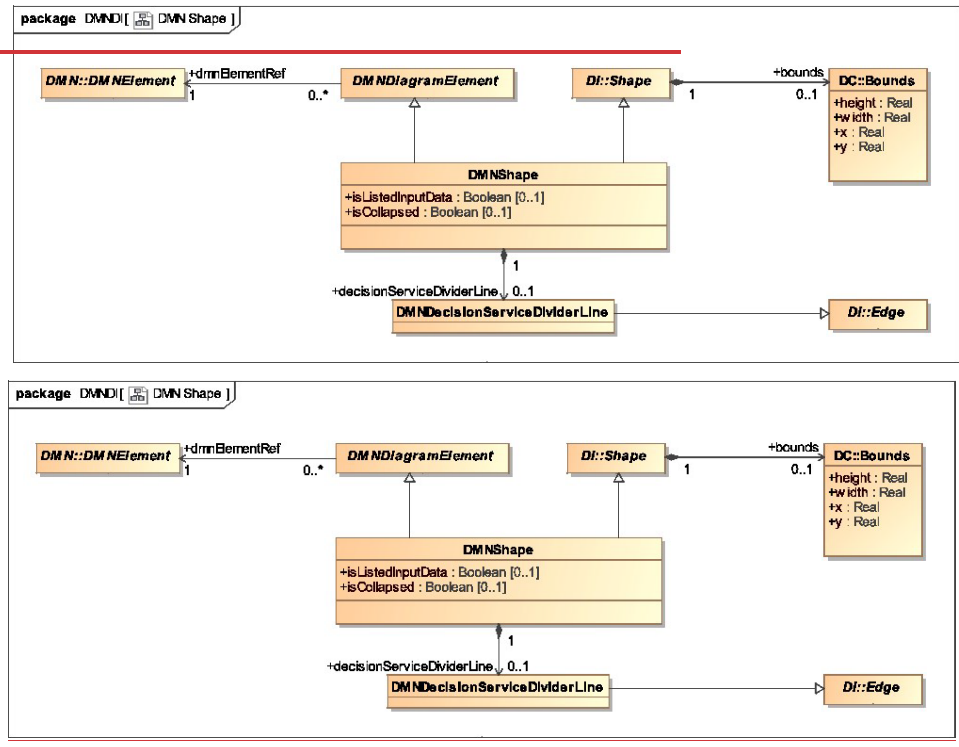 package DMNDI[ DMN Shape ]
DMN::DMNElement +dmnElementRef 1 0..* DMNDiagramElement DI::Shape 1 +bounds 0..1 DC::Bounds
+height : Real
+width : Real
+x : Real
+y : Real
DMNShape
+isListedInputData : Boolean [0..1]
+isCollapsed : Boolean [0..1]
1
+decisionServiceDividerLine 0..1
DMNDecisionServiceDividerLine DI::Edge
package DMNDI[ DMN Shape ]
DMN::DMNElement +dmnElementRef 1 0..* DMNDiagramElement DI::Shape 1 +bounds 0..1 DC::Bounds
+height : Real
+width : Real
+x : Real
+y : Real
DMNShape
+isListedInputData : Boolean [0..1]
+isCollapsed : Boolean [0..1]
1
+decisionServiceDividerLine 0..1
DMNDecisionServiceDividerLine DI::Edge